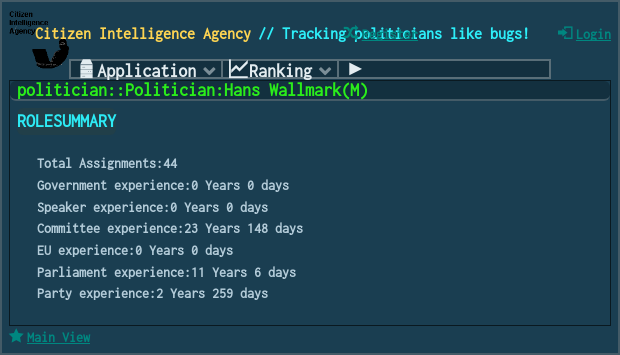 Citizen
Intelligence
Agency
Citizen Intelligence Agency // Tracking politicians like bugs!
Login
Application
Ranking
politician::Politician:Hans Wallmark(M)
ROLESUMMARY
Total Assignments:44
Government experience:0 Years 0 days
Speaker experience:0 Years 0 days
Committee experience:23 Years 148 days
EU experience:0 Years 0 days
Parliament experience:11 Years 6 days
Party experience:2 Years 259 days
Main View